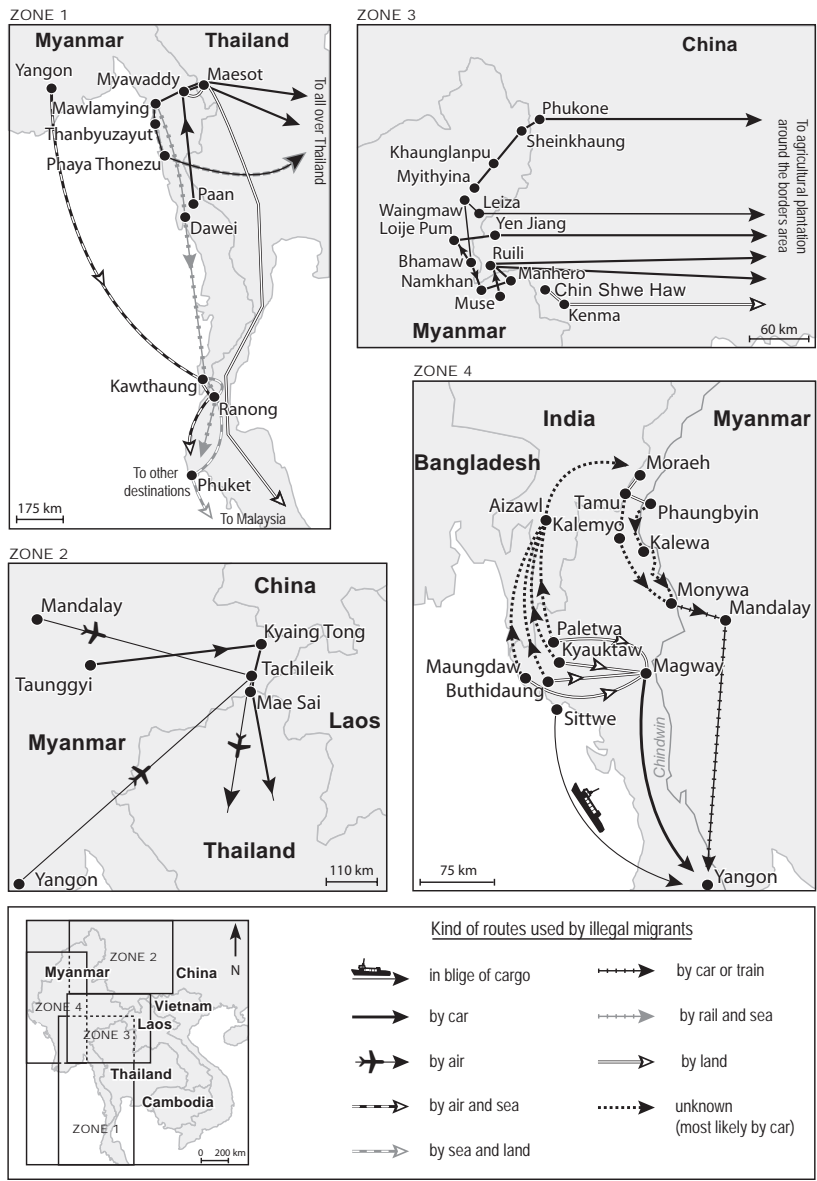 ZONE 1
Myanmar
Thailand
Yangon
Myawaddy
Maesot
Mawlamying
Thanbyuzayut
Phaya Thonezu
To all over Thailand
Paan
Dawei
Kawthaung
Ranong
To other
destinations
Phuket
To Malaysia
175 km
ZONE 3
China
Phukone
Sheinkhaung
Khaunglanpu
Myithyina
Leiza
Waingmaw
Loije Pum
Yen Jiang
Ruili
Bhamaw
Manhero
Namkhan
Chin Shwe Haw
Muse
Kenma
Myanmar
To agricultural plantation
around the borders area
60 km
ZONE 2
China
Mandalay
Kyaing Tong
Tachileik
Taunggyi
Mae Sai
Laos
Myanmar
Thailand
Yangon
110 km
ZONE 4
India
Myanmar
Bangladesh
Moraeh
Tamu
Aizawl
Phaungbyin
Kalemyo
Kalewa
Monywa
Mandalay
Paletwa
Kyauktaw
Maungdaw
Magway
Buthidaung
Sittwe
Chindwin
75 km
Yangon
ZONE 2
Myanmar
China
ZONE 4
Vietnam
Laos
ZONE 3
Thailand
Cambodia
ZONE 1
0 200 km
N
Kind of routes used by illegal migrants
in blige of cargo
by car
by air
by air and sea
by sea and land
by car or train
by rail and sea
by land
unknown
(most likely by car)